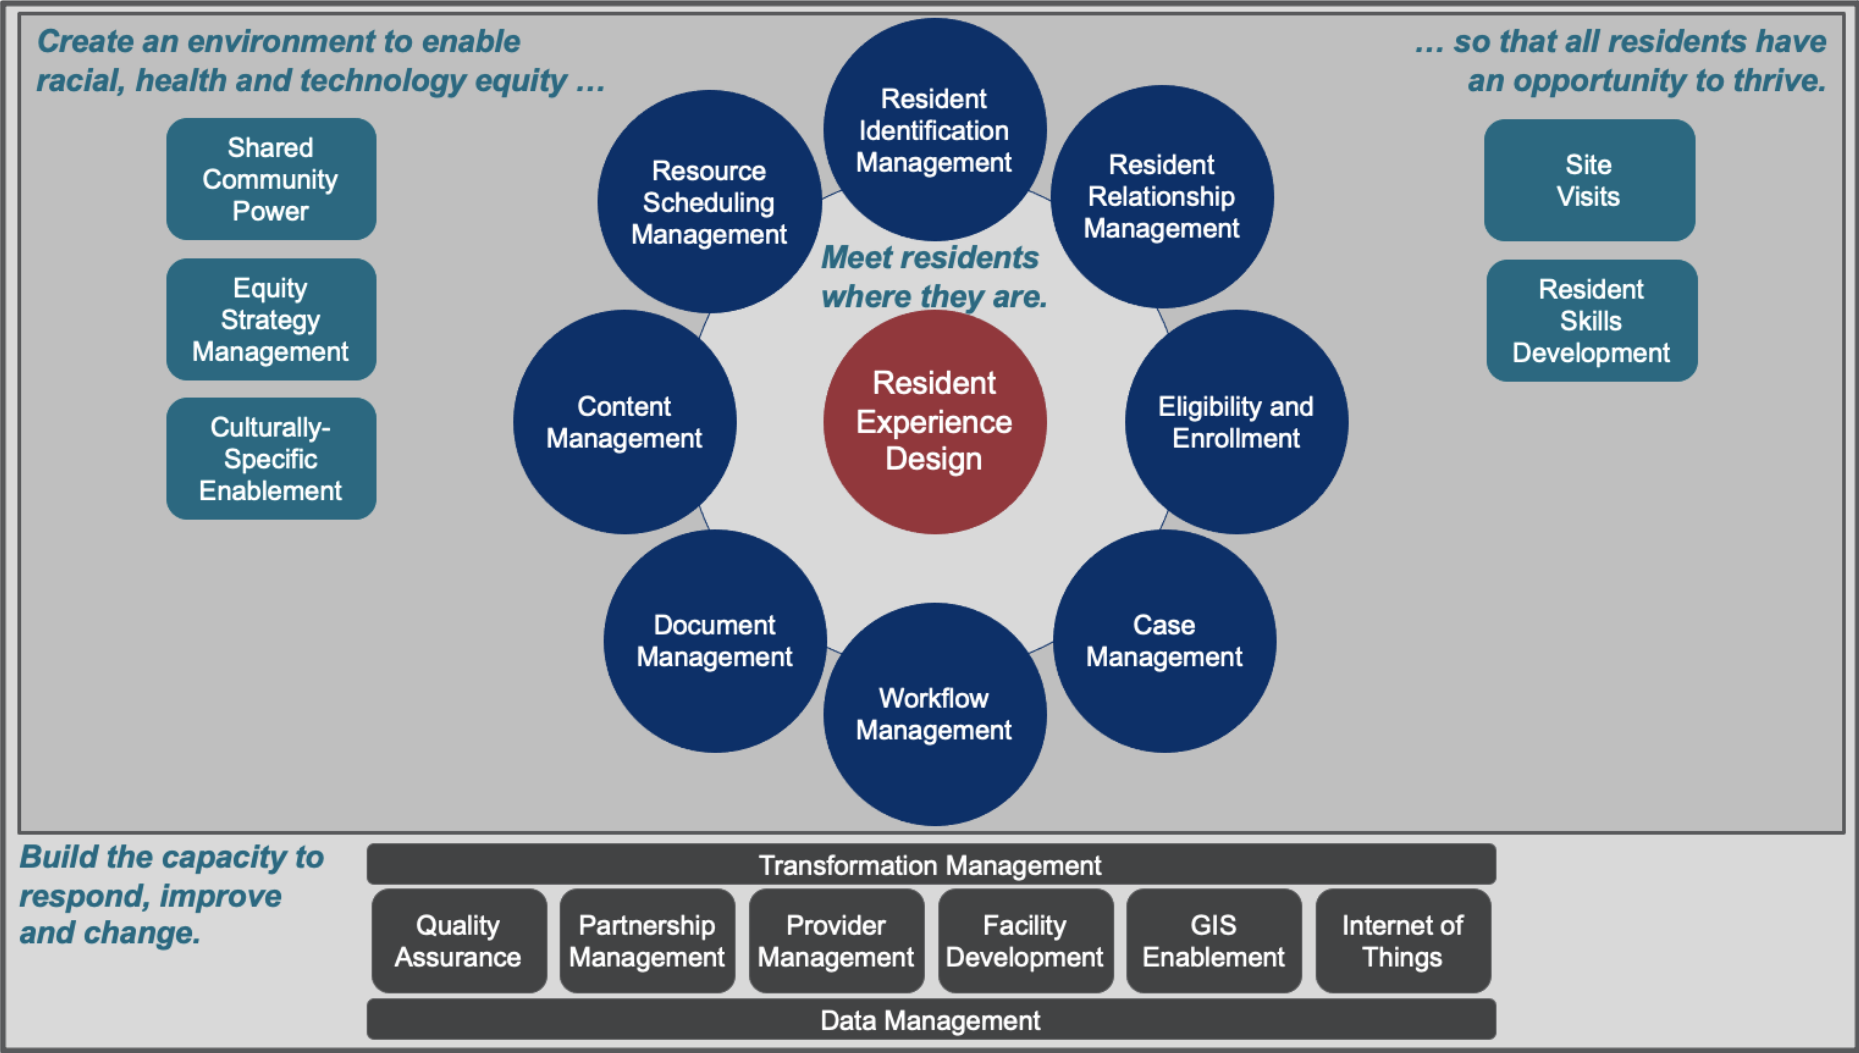 Create an environment to enable
racial, health and technology equity ...
... so that all residents have
an opportunity to thrive.
Shared
Community
Power
Equity
Strategy
Management
Culturally-
Specific
Enablement
Resident
Identification
Management
Resident
Relationship
Management
Eligibility and
Enrollment
Case
Management
Workflow
Management
Document
Management
Content
Management
Resource
Scheduling
Management
Meet residents
where they are.
Resident
Experience
Design
Site
Visits
Resident
Skills
Development
Build the capacity to
respond, improve
and change.
Transformation Management
Quality
Assurance
Partnership
Management
Provider
Management
Facility
Development
GIS
Enablement
Internet of
Things
Data Management